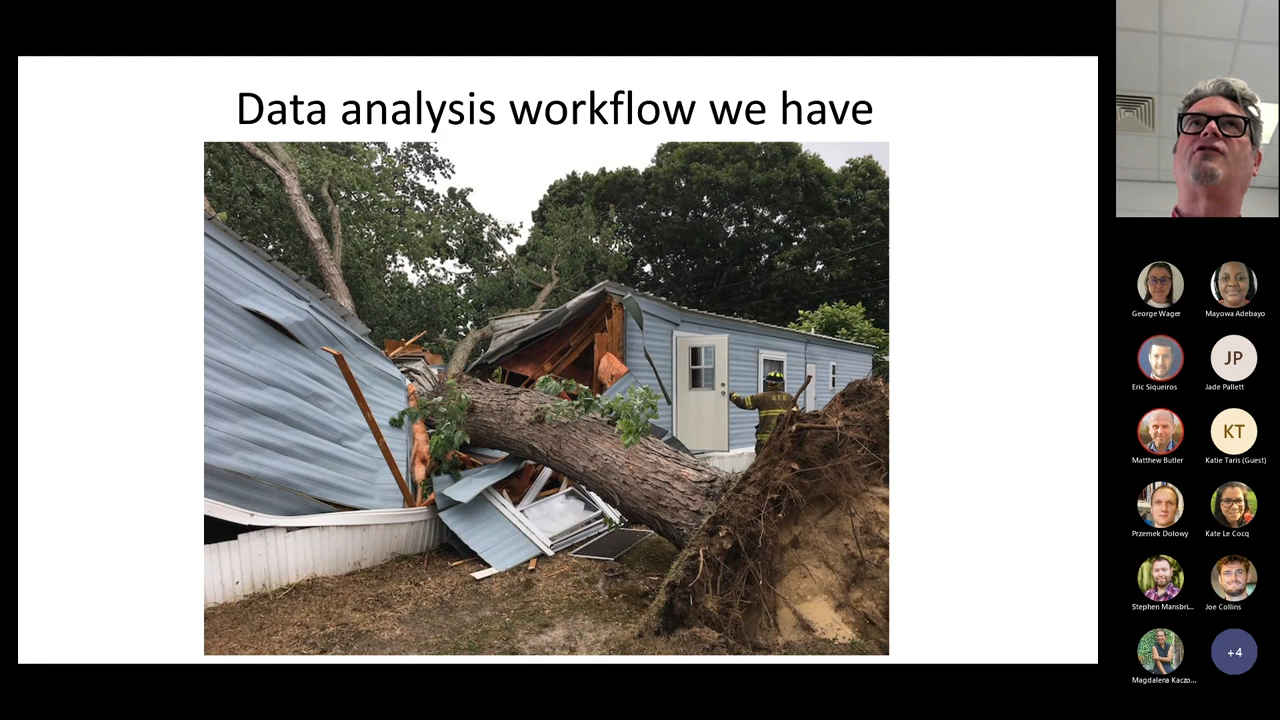 Data analysis workflow we have
George Wager
Mayowa Adebayo
Eric Siqueiros
JP
Jade Pallett
Matthew Butler
KT
Katie Taris (Guest)
Przemek Dolowy
Kate Le Cocq
Stephen Mansbri...
Joe Collins
Magdalena Kaczo...
+4